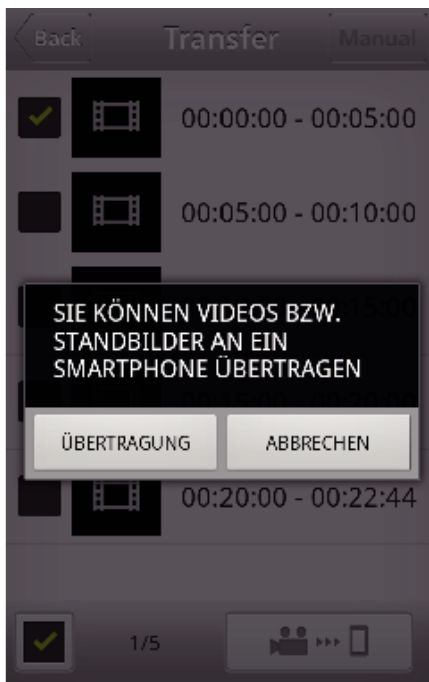 Back Transfer Manual
00:00:00 - 00:05:00
00:05:00 - 00:10:00
SIE KÖNNEN VIDEOS BZW.
STANDBILDER AN EIN
SMARTPHONE ÜBERTRAGEN
ÜBERTRAGUNG ABBRECHEN
00:20:00 - 00:22:44
1/5